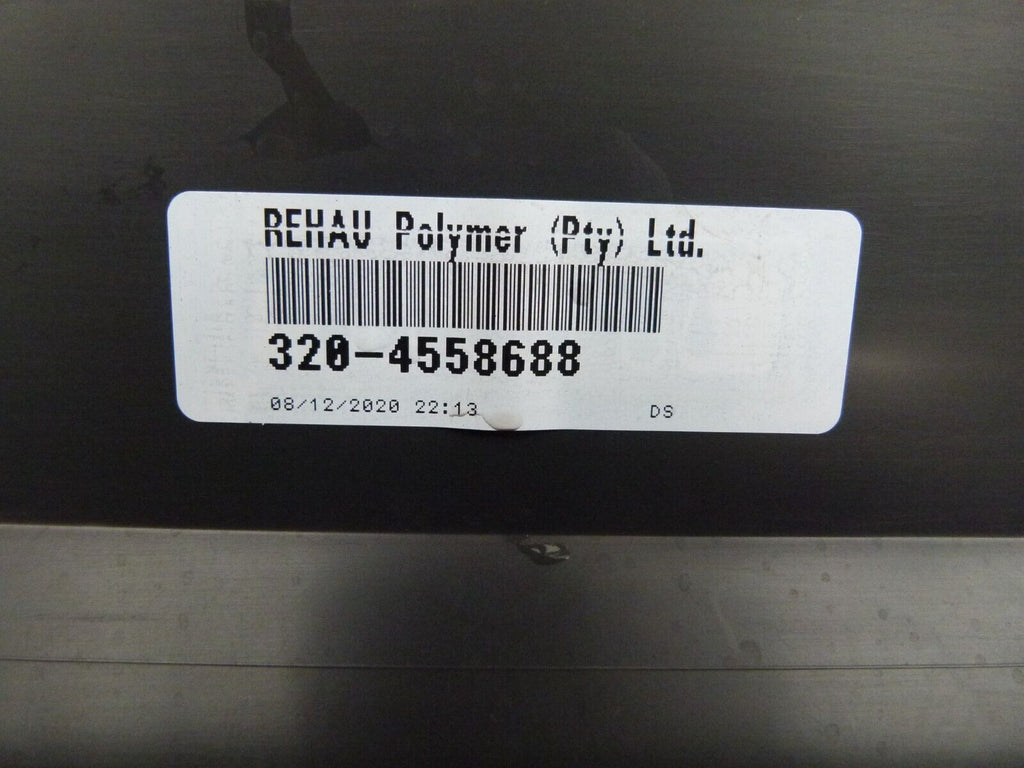 REHAU Polymer (Pty) Ltd.
320-4558688
08/12/2020 22:13 DS